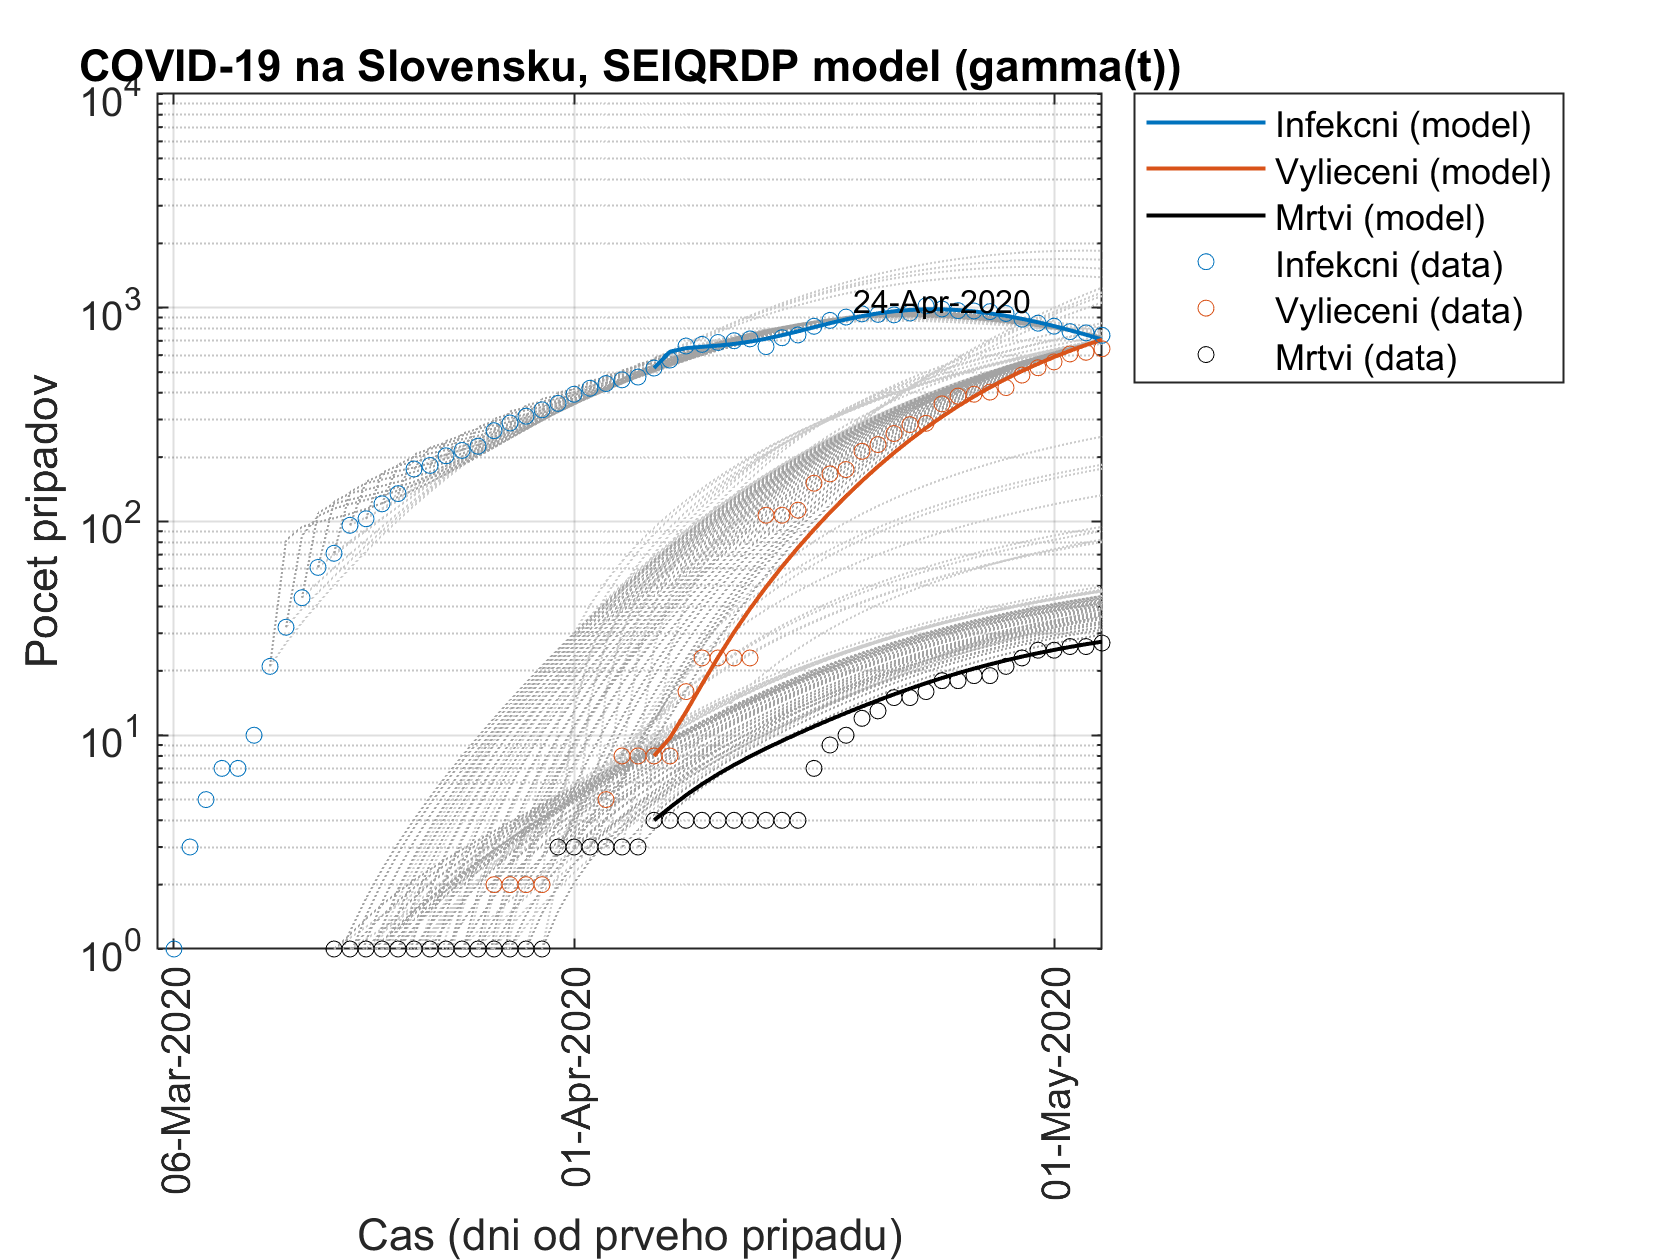 COVID-19 na Slovensku, SEIQRDP model (gamma(t))
10^4
10^3
10^2
10^1
10^0
Pocet pripadov
24-Apr-2020
06-Mar-2020
01-Apr-2020
01-May-2020
Cas (dni od prveho pripadu)
Infekcni (model)
Vylieceni (model)
Mrtvi (model)
Infekcni (data)
Vylieceni (data)
Mrtvi (data)